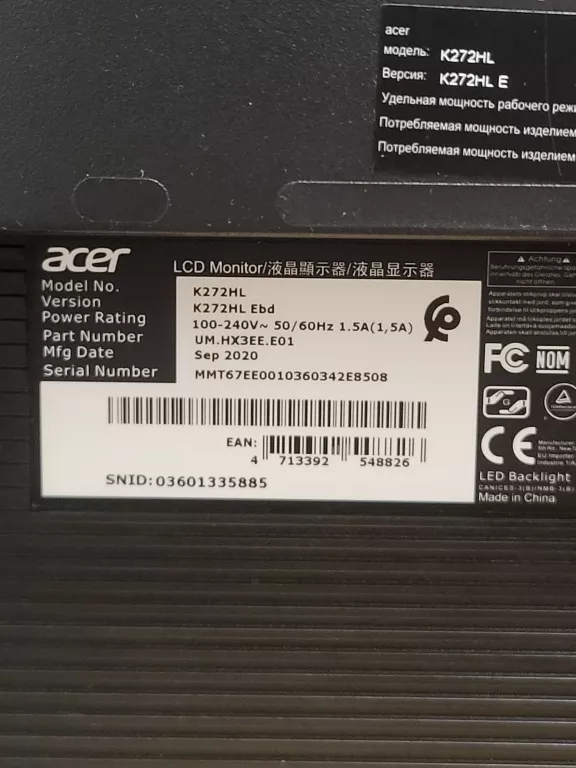 acer
модель: K272HL
Версия: K272HL E
Удельная мощность рабочего
Потребляемая мощность изделием
Потребляемая мощность изделием
acer
LCD Monitor/液晶顯示器/液晶显示器
Model No. K272HL
Version K272HL Ebd
Power Rating 100-240V~ 50/60Hz 1.5A(1,5A)
Part Number UM.HX3EE.E01
Mfg Date Sep 2020
Serial Number MMT67EE0010360342E8508
EAN:
4 713392 548826
SNID: 03601335885
Achtung
FC NOM
G TÜVRheinland
CE
LED Backlight
Made in China